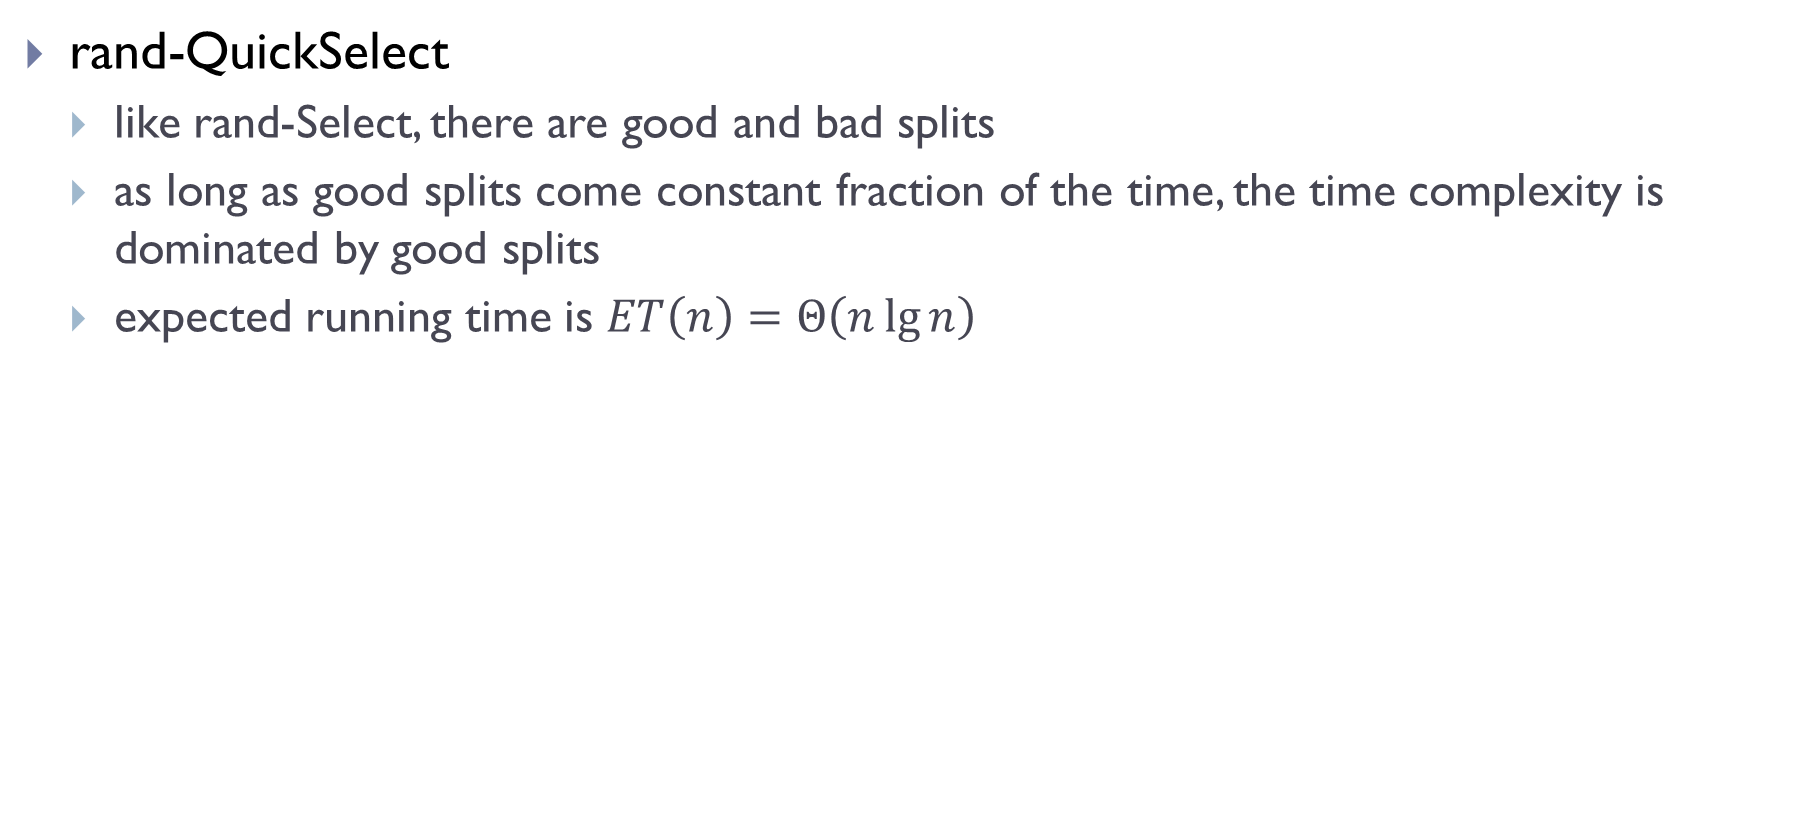 rand-QuickSelect
like rand-Select, there are good and bad splits
as long as good splits come constant fraction of the time, the time complexity is
dominated by good splits
expected running time is ET(n) = Θ(n lg n)